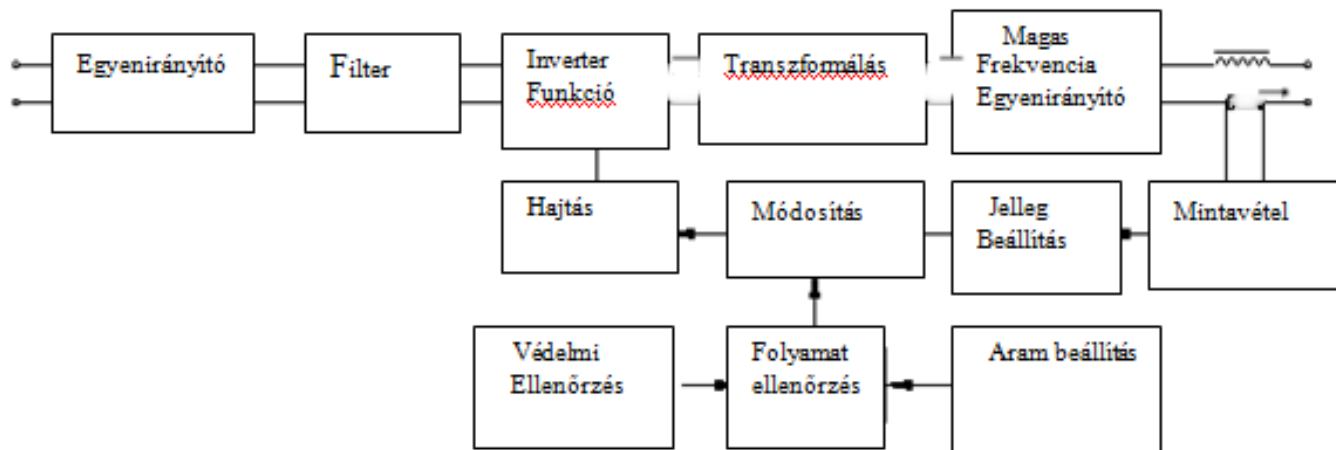 Egyenirányító
Filter
Inverter
Funkció
Transzformálás
Magas
Frekvencia
Egyenirányító
Hajtás
Módosítás
Jelleg
Beállítás
Mintavétel
Védelmi
Ellenőrzés
Folyamat
ellenőrzés
Aram beállítás